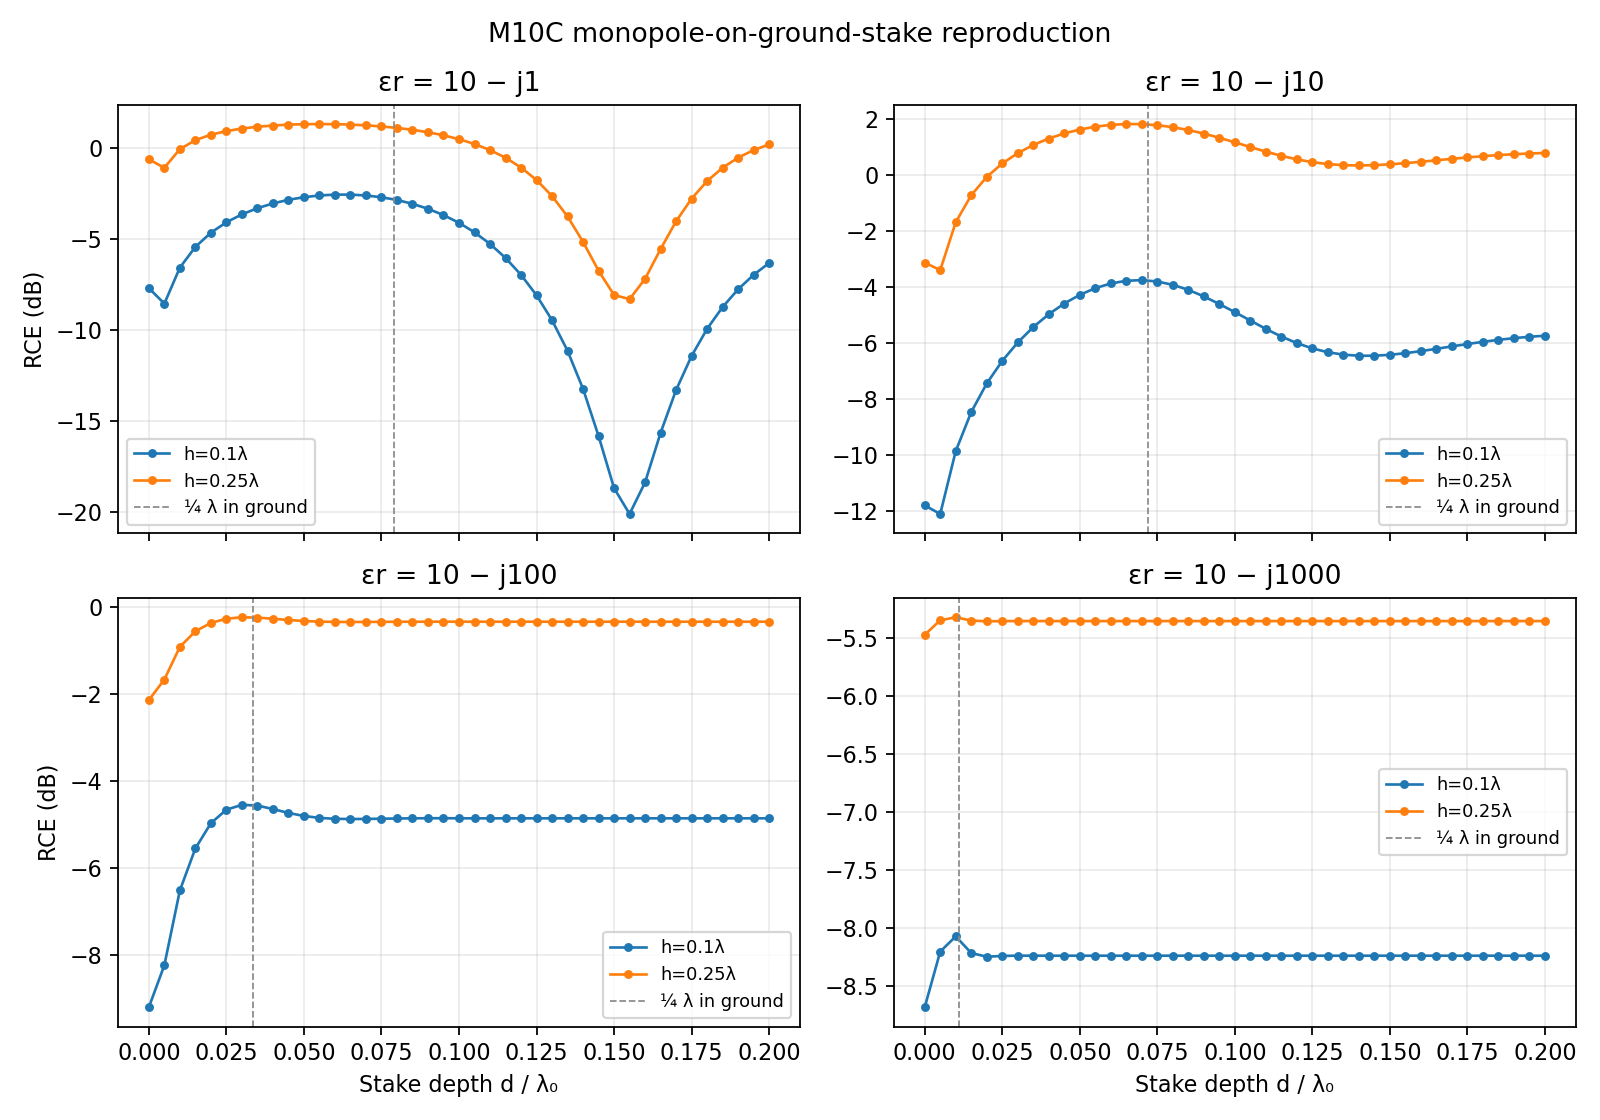 M10C monopole-on-ground-stake reproduction
εr = 10 − j1
RCE (dB)
0
−5
−10
−15
−20
h=0.1λ
h=0.25λ
¼ λ in ground
εr = 10 − j10
2
0
−2
−4
−6
−8
−10
−12
h=0.1λ
h=0.25λ
¼ λ in ground
εr = 10 − j100
RCE (dB)
0
−2
−4
−6
−8
h=0.1λ
h=0.25λ
¼ λ in ground
0.000 0.025 0.050 0.075 0.100 0.125 0.150 0.175 0.200
Stake depth d / λ₀
εr = 10 − j1000
−5.5
−6.0
−6.5
−7.0
−7.5
−8.0
−8.5
h=0.1λ
h=0.25λ
¼ λ in ground
0.000 0.025 0.050 0.075 0.100 0.125 0.150 0.175 0.200
Stake depth d / λ₀